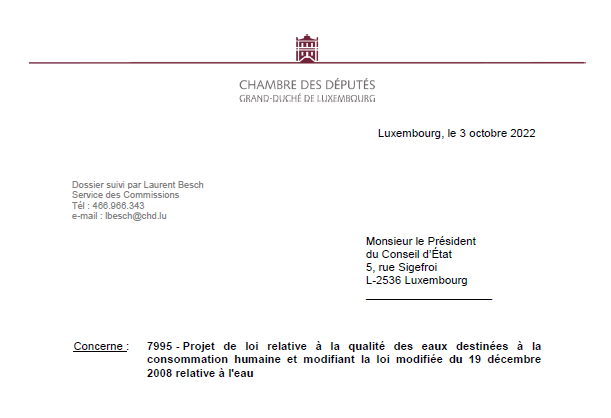 CHAMBRE DES DÉPUTÉS
GRAND-DUCHÉ DE LUXEMBOURG
Luxembourg, le 3 octobre 2022
Dossier suivi par Laurent Besch
Service des Commissions
Tél : 466.966.343
e-mail : lbesch@chd.lu
Monsieur le Président
du Conseil d'État
5, rue Sigefroi
L-2536 Luxembourg
Concerne : 7995 - Projet de loi relative à la qualité des eaux destinées à la
consommation humaine et modifiant la loi modifiée du 19 décembre
2008 relative à l'eau